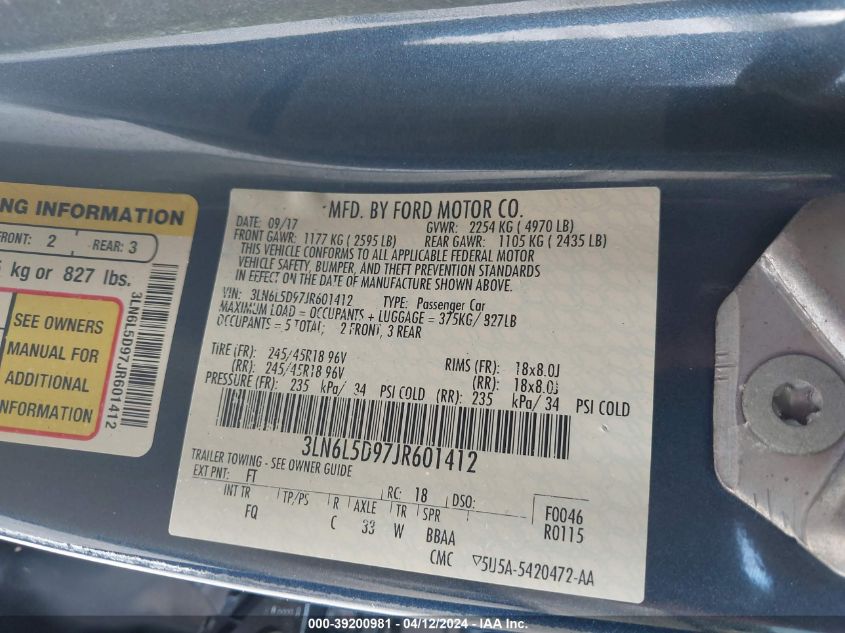 NG INFORMATION
FRONT: 2 REAR: 3
kg or 827 lbs.
SEE OWNERS
MANUAL FOR
ADDITIONAL
INFORMATION
3LN6L5D97JR601412
MFD. BY FORD MOTOR CO.
DATE: 09/17 GVWR: 2254 KG ( 4970 LB)
FRONT GAWR: 1177 KG ( 2595 LB) REAR GAWR: 1105 KG ( 2435 LB)
THIS VEHICLE CONFORMS TO ALL APPLICABLE FEDERAL MOTOR
VEHICLE SAFETY, BUMPER, AND THEFT PREVENTION STANDARDS
IN EFFECT ON THE DATE OF MANUFACTURE SHOWN ABOVE.
VIN: 3LN6L5D97JR601412 TYPE: Passenger Car
MAXIMUM LOAD = OCCUPANTS + LUGGAGE = 375KG/ 827LB
OCCUPANTS = 5 TOTAL; 2 FRONT, 3 REAR
TIRE (FR): 245/45R18 96V RIMS (FR): 18x8.0J
(RR): 245/45R18 96V (RR): 18x8.0J
PRESSURE (FR): 235 kPa/ 34 PSI COLD (RR): 235 kPa/ 34 PSI COLD
3LN6L5D97JR601412
TRAILER TOWING - SEE OWNER GUIDE
EXT PNT: FT RC: 18 DSO:
INT TR TP/PS R AXLE TR SPR F0046
FQ C 33 W BBAA R0115
CMC ▽5U5A-5420472-AA
000-39200981 - 04/12/2024 - IAA Inc.